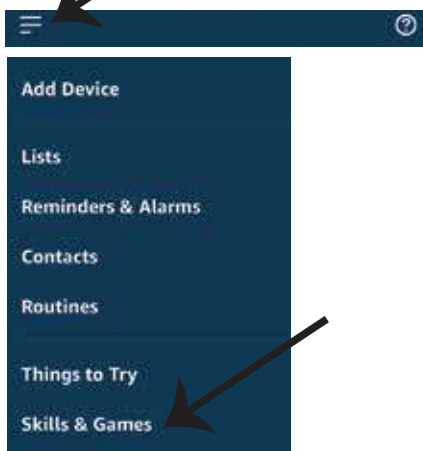 Add Device
Lists
Reminders & Alarms
Contacts
Routines
Things to Try
Skills & Games